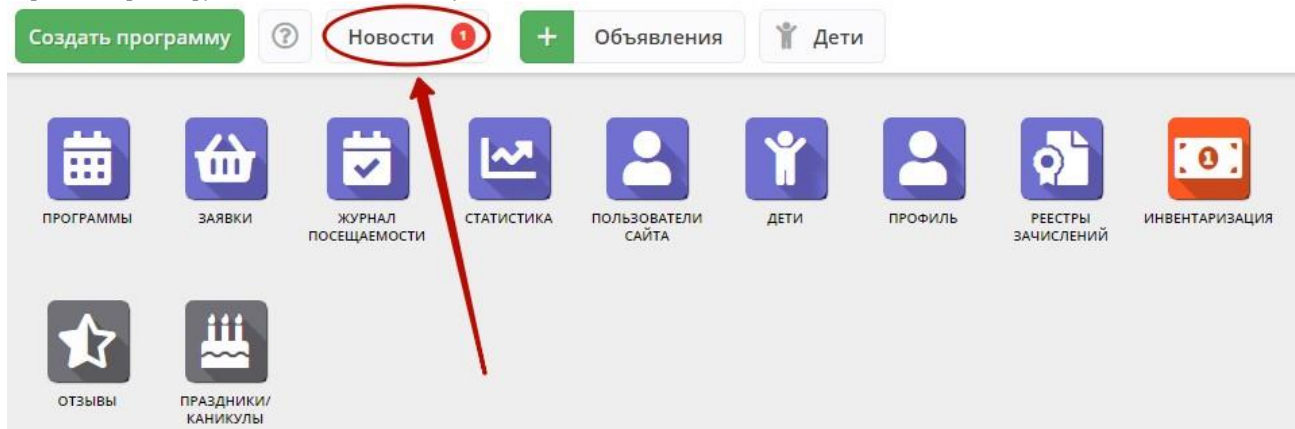 Создать программу
?
Новости 1
+ Объявления
Дети
ПРОГРАММЫ
ЗАЯВКИ
ЖУРНАЛ
ПОСЕЩАЕМОСТИ
СТАТИСТИКА
ПОЛЬЗОВАТЕЛИ
САЙТА
ДЕТИ
ПРОФИЛЬ
РЕЕСТРЫ
ЗАЧИСЛЕНИЙ
1
ИНВЕНТАРИЗАЦИЯ
ОТЗЫВЫ
ПРАЗДНИКИ/
КАНИКУЛЫ